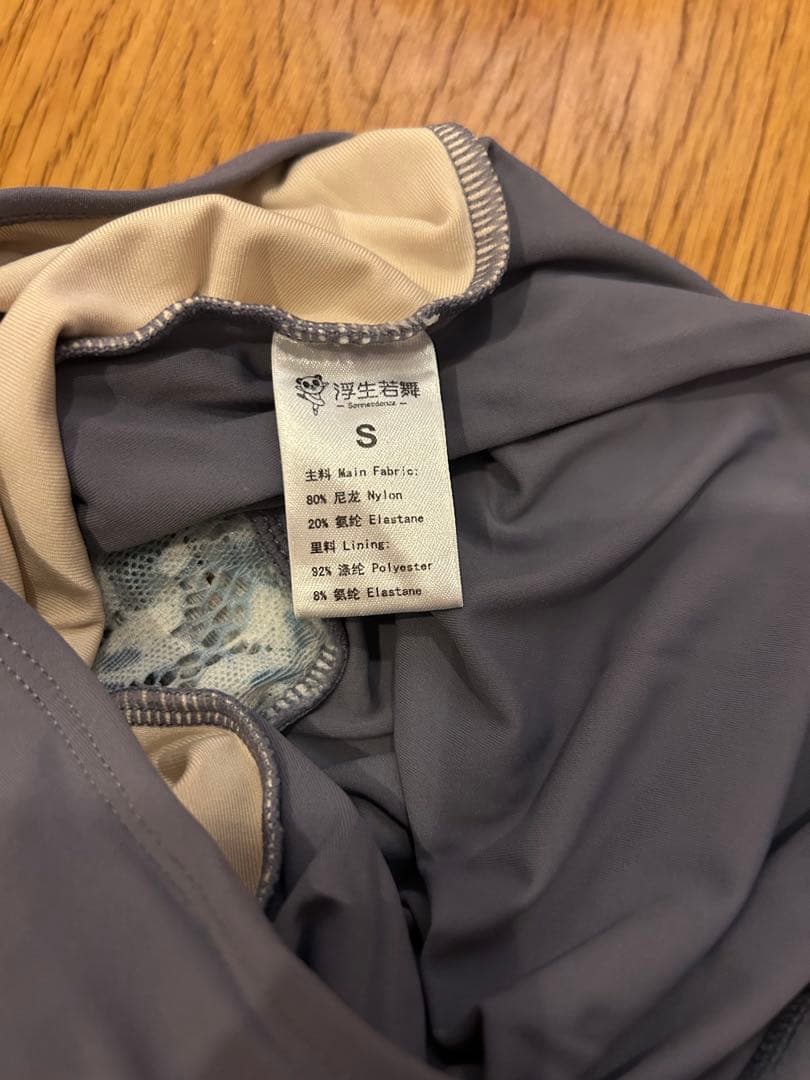 浮生若舞
S
主料 Main Fabric:
80% 尼龙 Nylon
20% 氨纶 Elastane
里料 Lining:
92% 涤纶 Polyester
8% 氨纶 Elastane